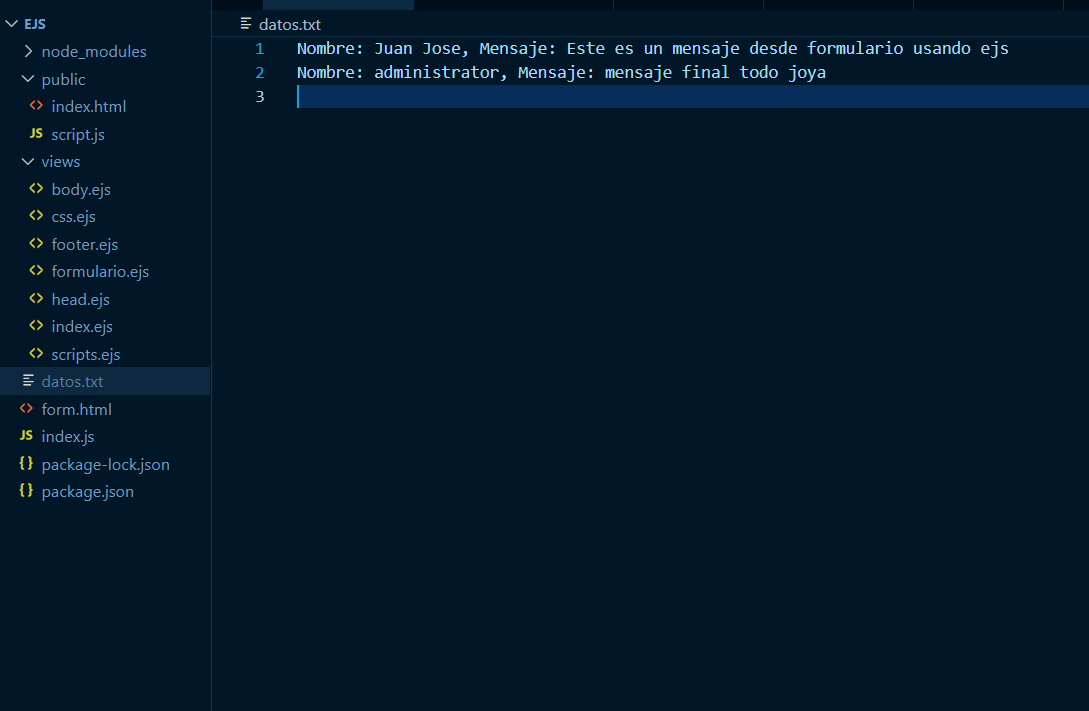 EJS
node_modules
public
index.html
JS script.js
views
body.ejs
css.ejs
footer.ejs
formulario.ejs
head.ejs
index.ejs
scripts.ejs
datos.txt
form.html
JS index.js
{} package-lock.json
{} package.json
datos.txt
1 Nombre: Juan Jose, Mensaje: Este es un mensaje desde formulario usando ejs
2 Nombre: administrator, Mensaje: mensaje final todo joya
3